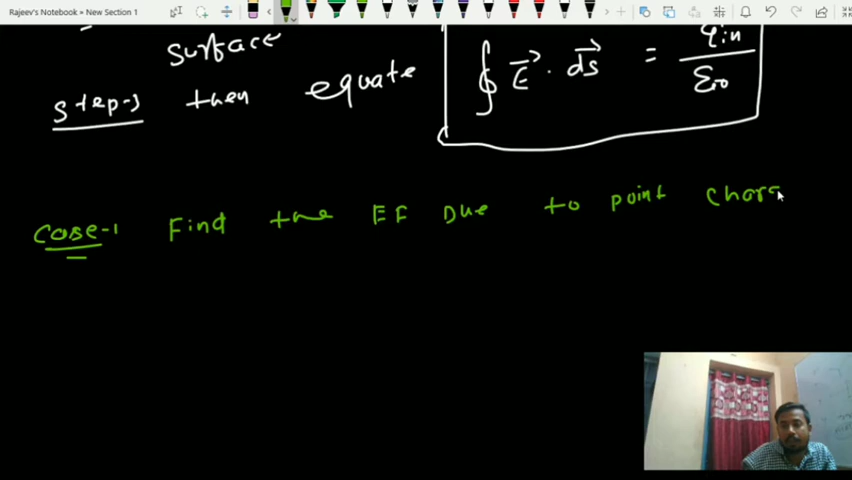 Rajeev's Notebook » New Section 1
surface
qin
∮ E⃗ · ds⃗ = ――
ε0
Step-3 then equate
Case-1 Find the EF Due to point charg